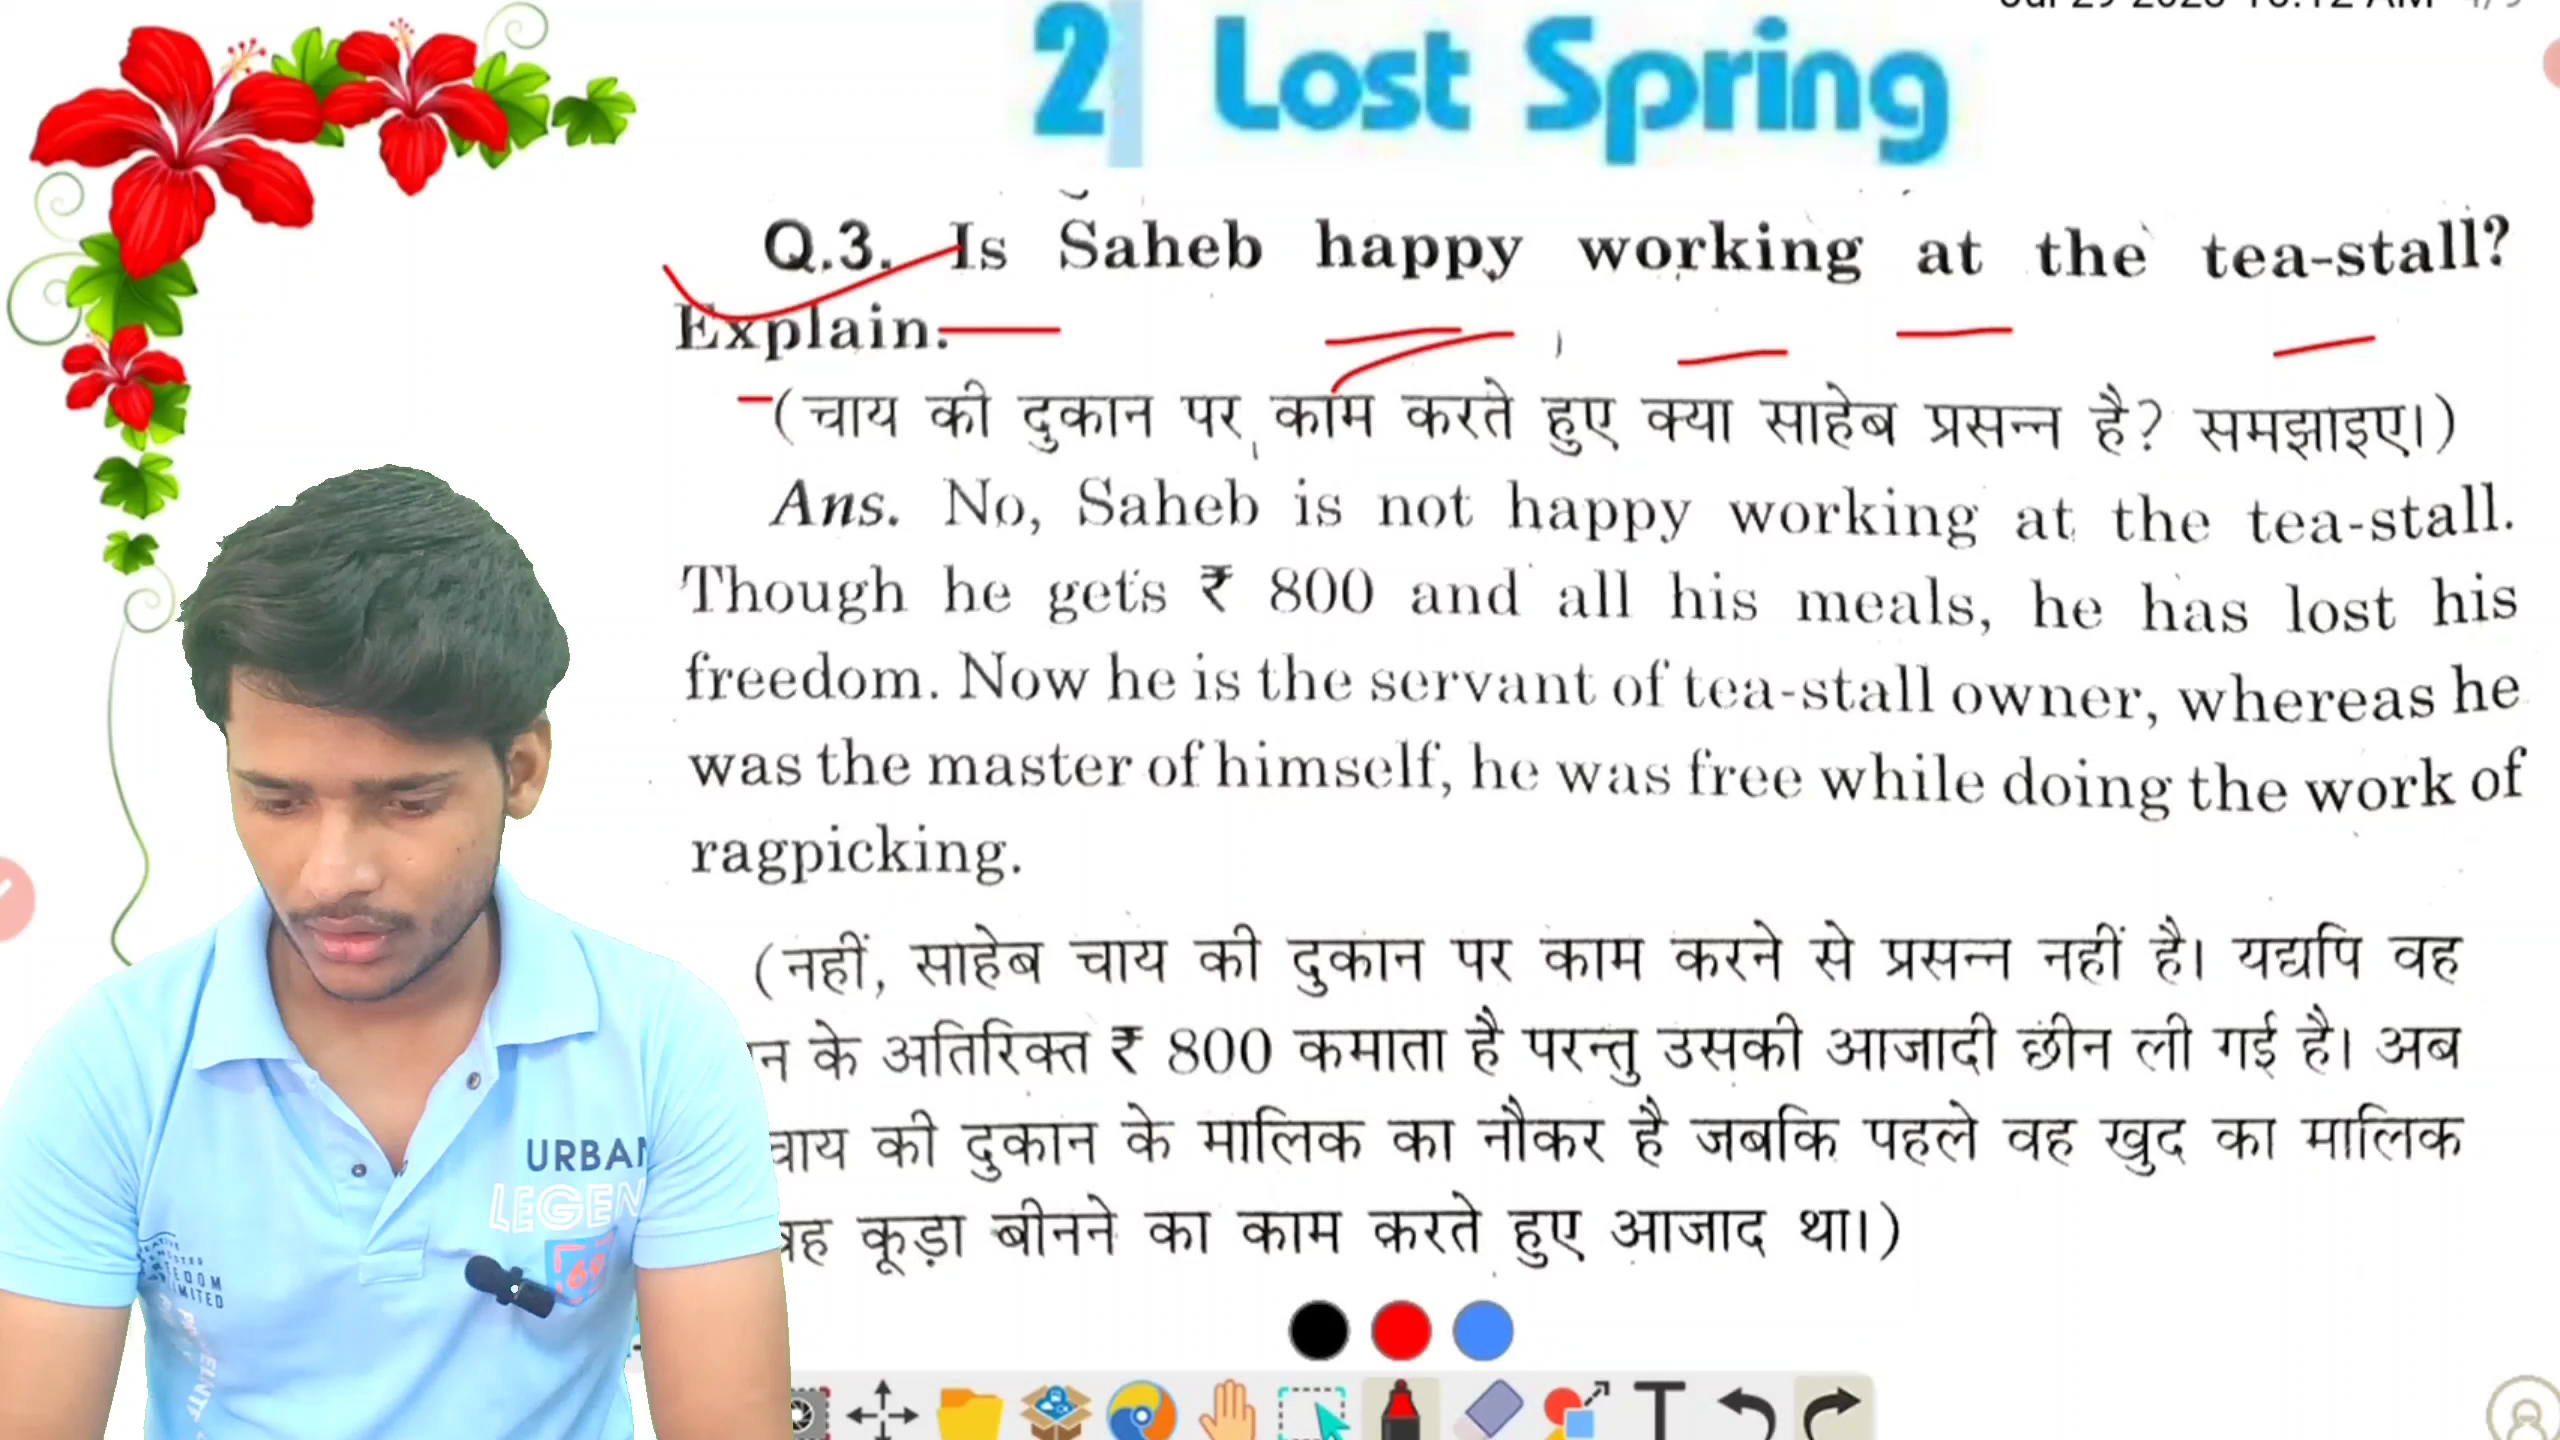 2 Lost Spring
Q.3. Is Saheb happy working at the tea-stall?
Explain.
(चाय की दुकान पर काम करते हुए क्या साहेब प्रसन्न है? समझाइए।)
Ans. No, Saheb is not happy working at the tea-stall.
Though he gets ₹ 800 and all his meals, he has lost his
freedom. Now he is the servant of tea-stall owner, whereas he
was the master of himself, he was free while doing the work of
ragpicking.
(नहीं, साहेब चाय की दुकान पर काम करने से प्रसन्न नहीं है। यद्यपि वह
के अतिरिक्त ₹ 800 कमाता है परन्तु उसकी आजादी छीन ली गई है। अब
चाय की दुकान के मालिक का नौकर है जबकि पहले वह खुद का मालिक
वह कूड़ा बीनने का काम करते हुए आजाद था।)
URBAN
LEGEN
69